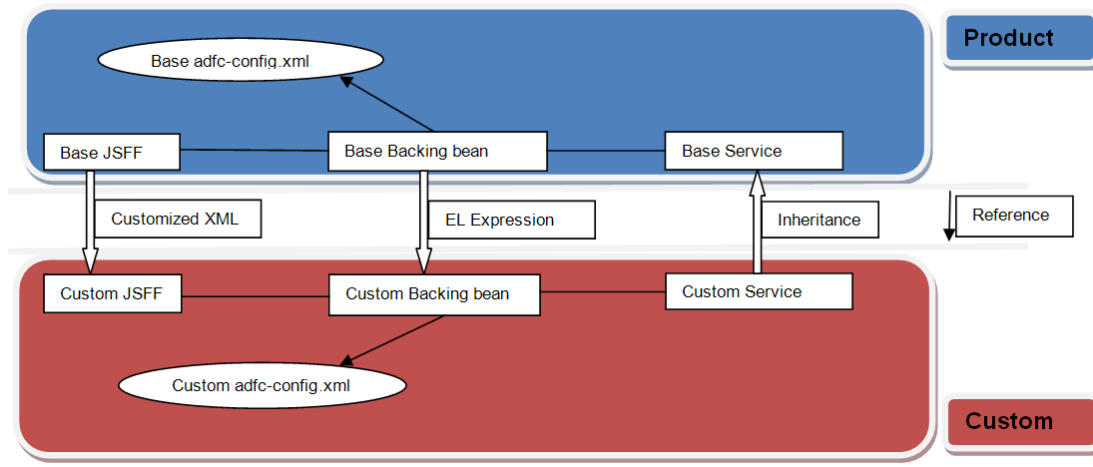 Product
Base adfc-config.xml
Base JSFF
Base Backing bean
Base Service
Customized XML
EL Expression
Inheritance
Reference
Custom JSFF
Custom Backing bean
Custom Service
Custom adfc-config.xml
Custom